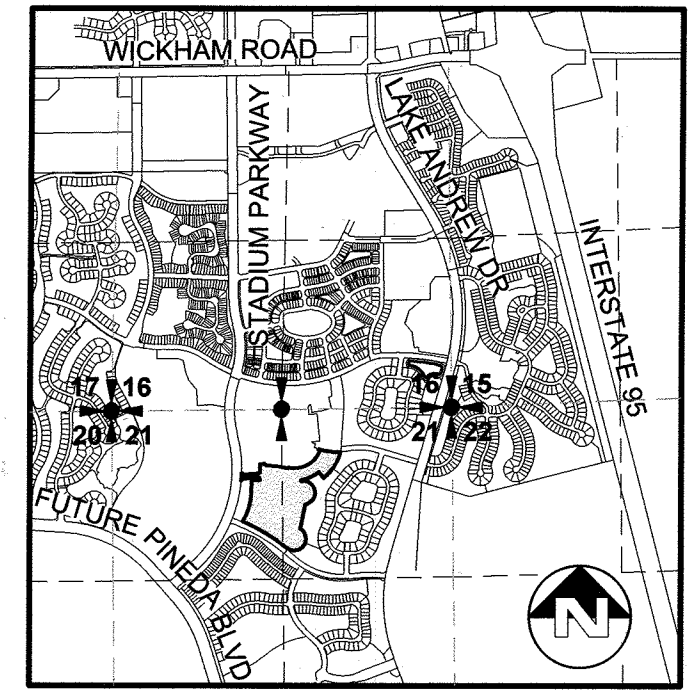 WICKHAM ROAD
STADIUM PARKWAY
LAKE ANDREW DR
INTERSTATE 95
17 16
20 21
16 15
21 22
FUTURE PINEDA BLVD
N